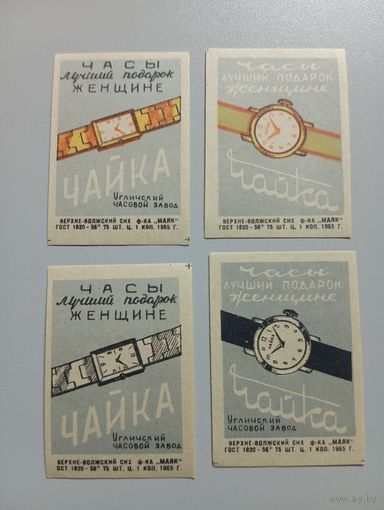 ЧАСЫ
лучший подарок
ЖЕНЩИНЕ
ЧАЙКА
Угличский
часовой завод
ВЕРХНЕ-ВОЛЖСКИЙ СНХ Ф-КА „МАЯК"
ГОСТ 1820-56* 75 ШТ. Ц. 1 КОП. 1965 Г.
Часы
ЛУЧШИЙ ПОДАРОК
женщине
Чайка
ВЕРХНЕ-ВОЛЖСКИЙ СНХ Ф-КА „МАЯК"
ГОСТ 1820-56* 75 ШТ. Ц. 1 КОП. 1965 Г.
ЧАСЫ
лучший подарок
ЖЕНЩИНЕ
ЧАЙКА
Угличский
часовой завод
ВЕРХНЕ-ВОЛЖСКИЙ СНХ Ф-КА „МАЯК"
ГОСТ 1820-56* 75 ШТ. Ц. 1 КОП. 1965 Г.
Часы
ЛУЧШИЙ ПОДАРОК
женщине
Чайка
Угличский
часовой завод
ВЕРХНЕ-ВОЛЖСКИЙ СНХ Ф-КА „МАЯК"
ГОСТ 1820-56* 75 ШТ. Ц. 1 КОП. 1965 Г.
www.ay.by